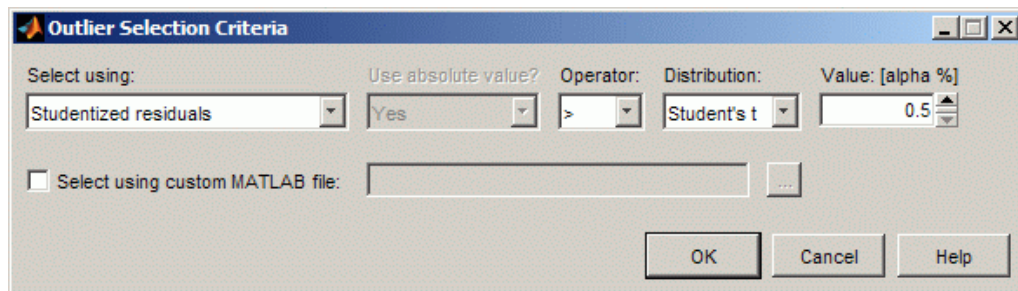 Outlier Selection Criteria
Select using: Use absolute value? Operator: Distribution: Value: [alpha %]
Studentized residuals Yes > Student's t 0.5
Select using custom MATLAB file: ...
OK Cancel Help